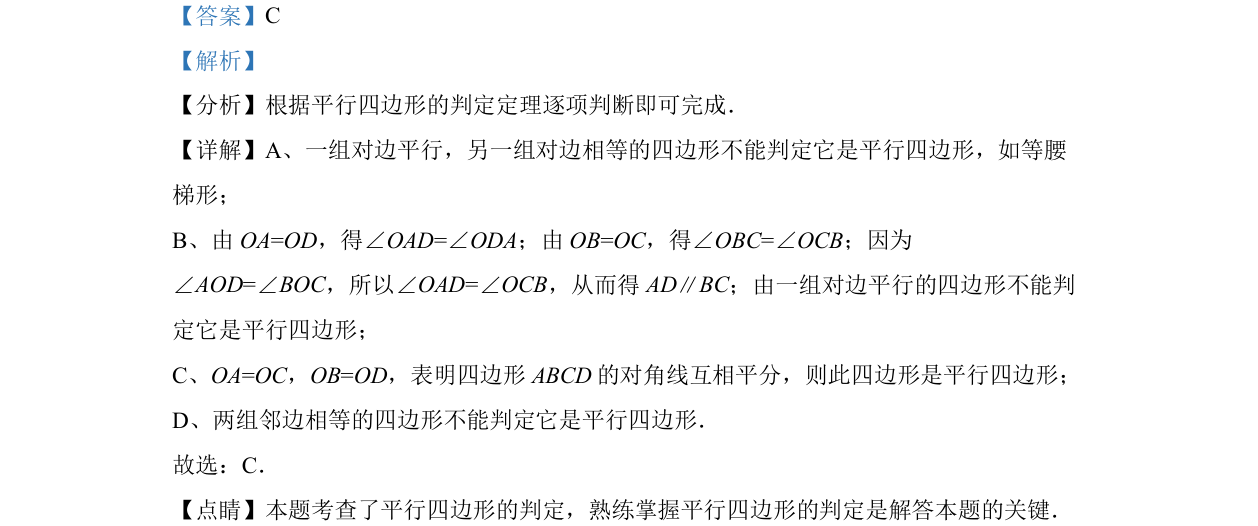 【答案】C
【解析】
【分析】根据平行四边形的判定定理逐项判断即可完成．
【详解】A、一组对边平行，另一组对边相等的四边形不能判定它是平行四边形，如等腰
梯形；
B、由 OA=OD，得∠OAD=∠ODA；由 OB=OC，得∠OBC=∠OCB；因为
∠AOD=∠BOC，所以∠OAD=∠OCB，从而得 AD∥BC；由一组对边平行的四边形不能判
定它是平行四边形；
C、OA=OC，OB=OD，表明四边形 ABCD 的对角线互相平分，则此四边形是平行四边形；
D、两组邻边相等的四边形不能判定它是平行四边形．
故选：C．
【点睛】本题考查了平行四边形的判定，熟练掌握平行四边形的判定是解答本题的关键．